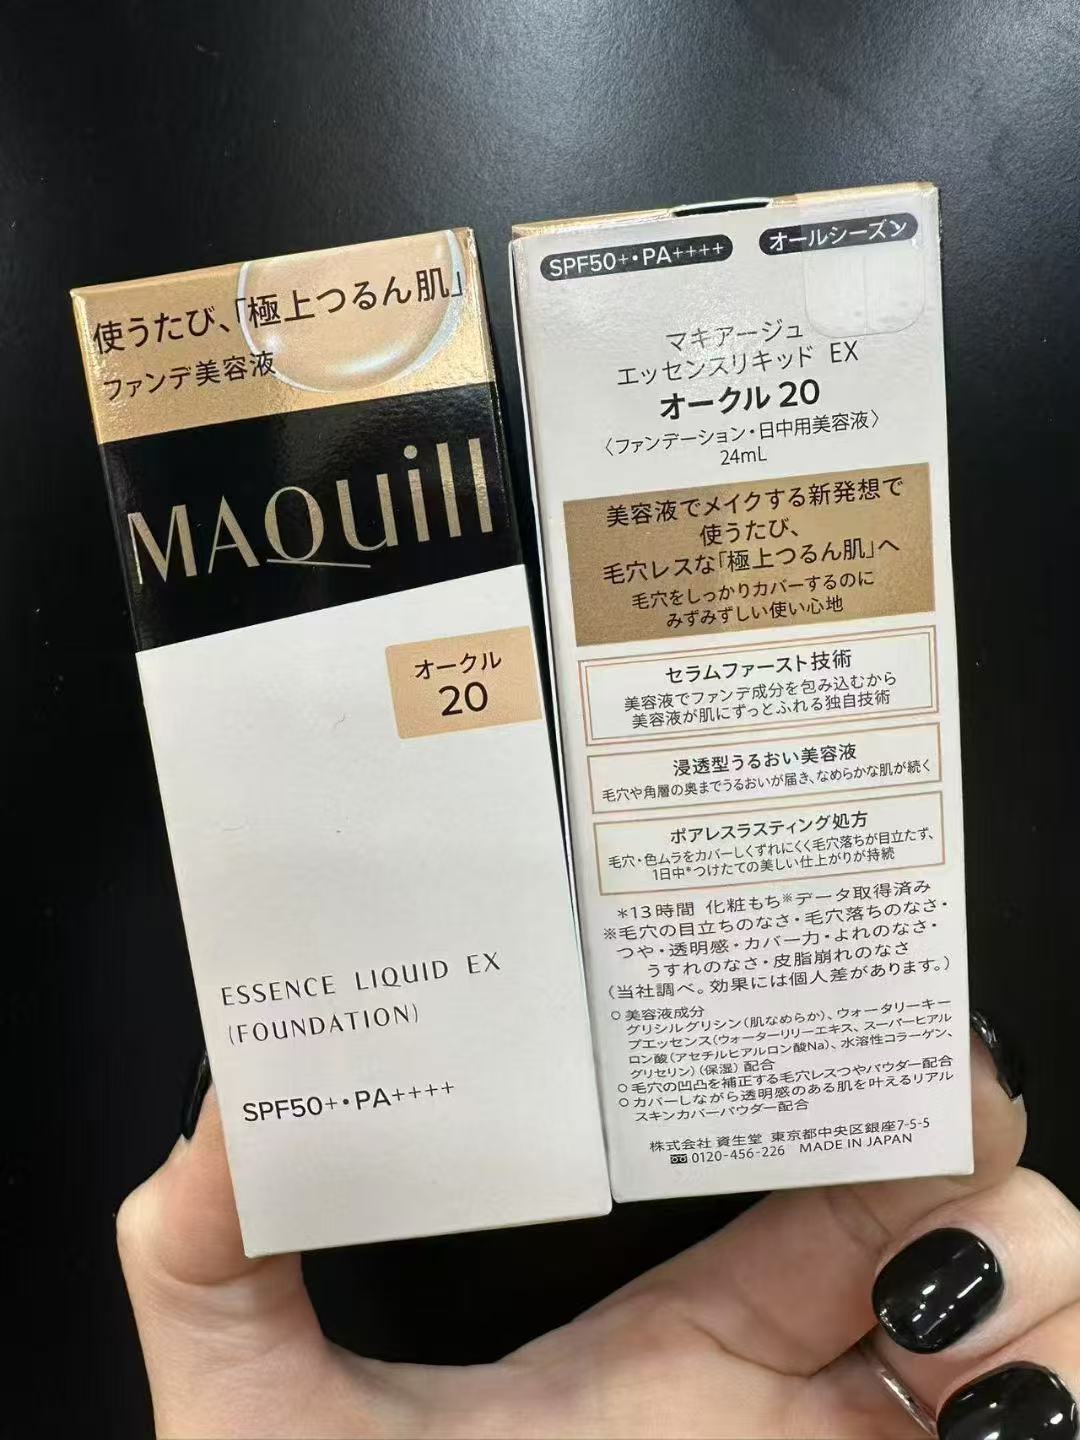 使うたび、「極上つるん肌」
ファンデ美容液
MAQuill
オークル
20
ESSENCE LIQUID EX
(FOUNDATION)
SPF50+・PA++++
SPF50+・PA++++
オールシーズン
マキアージュ
エッセンスリキッド EX
オークル 20
〈ファンデーション・日中用美容液〉
24mL
美容液でメイクする新発想で
使うたび、
毛穴レスな「極上つるん肌」へ
毛穴をしっかりカバーするのに
みずみずしい使い心地
セラムファースト技術
美容液でファンデ成分を包み込むから
美容液が肌にずっとふれる独自技術
浸透型うるおい美容液
毛穴や角層の奥までうるおいが届き、なめらかな肌が続く
ポアレスラスティング処方
毛穴・色ムラをカバーしくずれにくく毛穴落ちが目立たず、
1日中*つけたての美しい仕上がりが持続
*13時間 化粧もち※データ取得済み
※毛穴の目立ちのなさ・毛穴落ちのなさ・
つや・透明感・カバー力・よれのなさ・
うすれのなさ・皮脂崩れのなさ
(当社調べ。効果には個人差があります。)
○美容液成分
グリシルグリシン(肌なめらか)、ウォータリーキー
プエッセンス(ウォーターリリーエキス、スーパーヒアル
ロン酸(アセチルヒアルロン酸Na)、水溶性コラーゲン、
グリセリン)(保湿) 配合
○毛穴の凹凸を補正する毛穴レスつやパウダー配合
○カバーしながら透明感のある肌を叶えるリアル
スキンカバーパウダー配合
株式会社 資生堂 東京都中央区銀座7-5-5
0120-456-226 MADE IN JAPAN